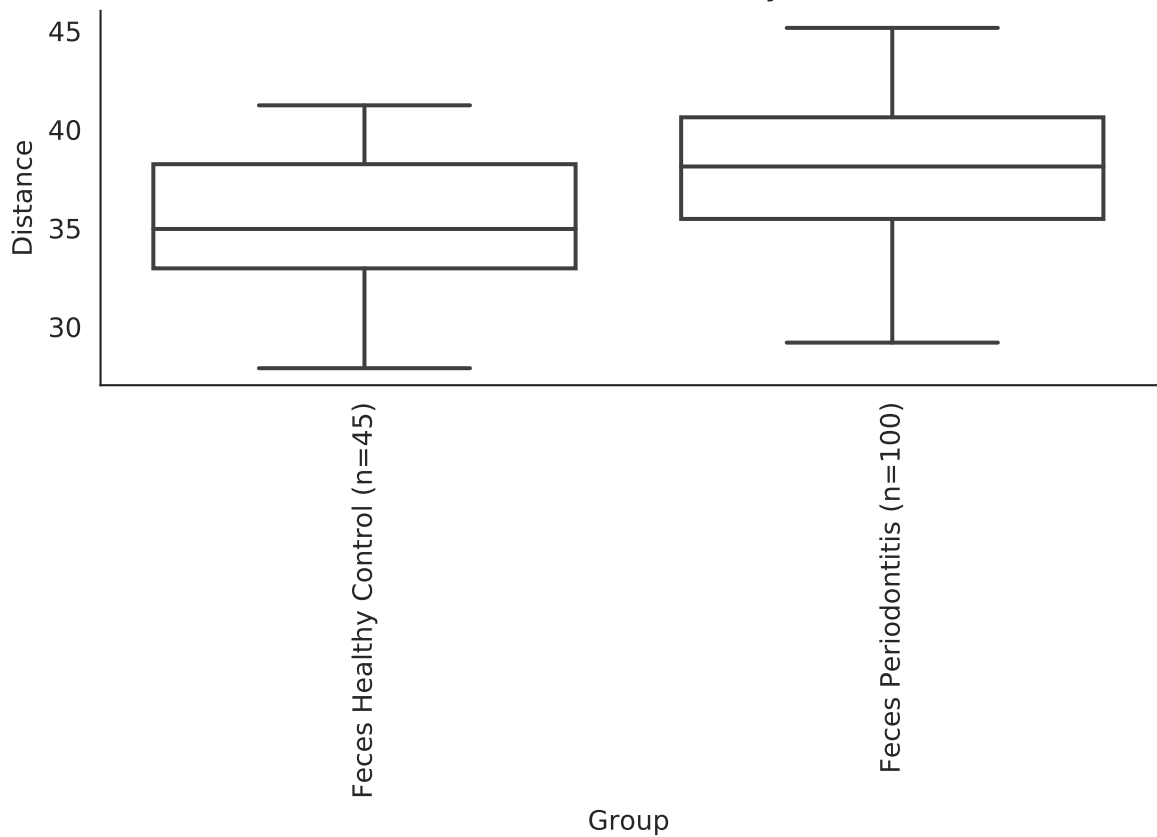 45
40
35
30
Distance
Feces Healthy Control (n=45)
Feces Periodontitis (n=100)
Group